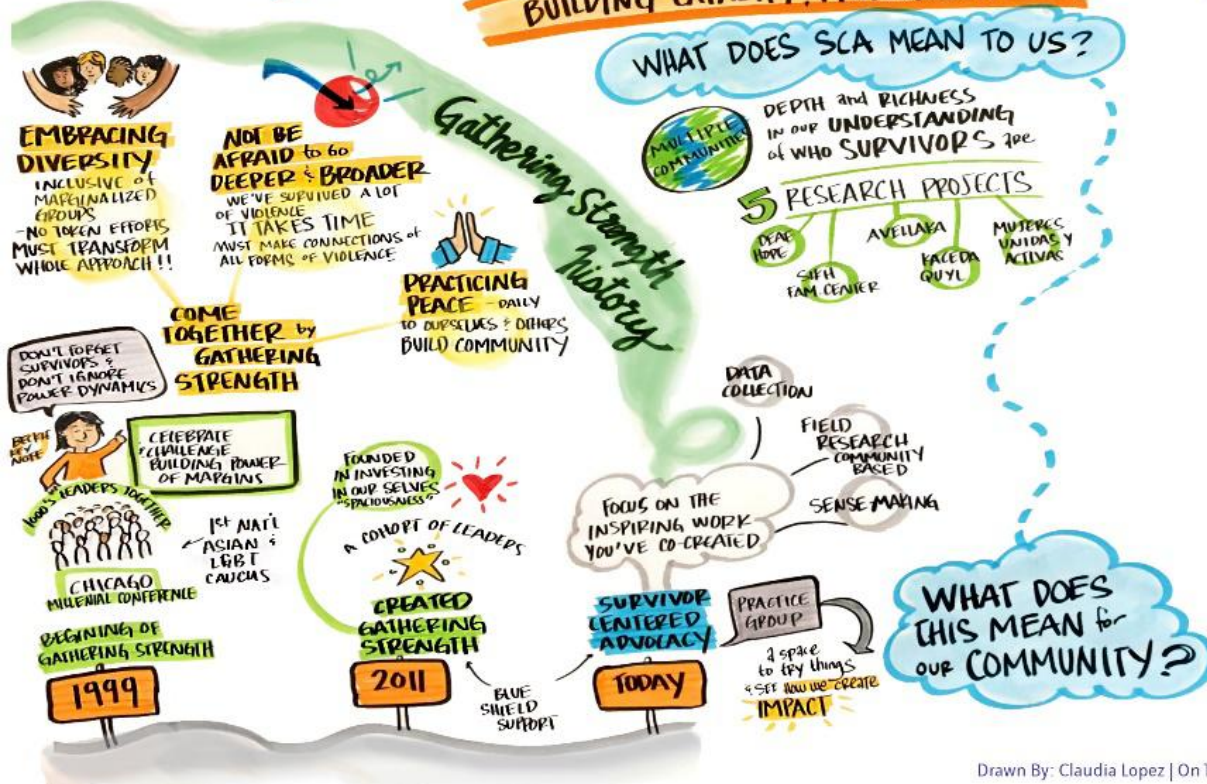 BUILDING
WHAT DOES SCA MEAN TO US?
EMBRACING
DIVERSITY
INCLUSIVE of
MARGINALIZED
GROUPS
-NO TOKEN EFFORTS
MUST TRANSFORM
WHOLE APPROACH!!
NOT BE
AFRAID to GO
DEEPER & BROADER
WE'VE SURVIVED A LOT
OF VIOLENCE
IT TAKES TIME
MUST MAKE CONNECTIONS of
ALL FORMS OF VIOLENCE
PRACTICING
PEACE - DAILY
TO OURSELVES & OTHERS
BUILD COMMUNITY
COME
TOGETHER by
GATHERING
STRENGTH
Gathering Strength
history
MULTIPLE
COMMUNITIES
DEPTH and RICHNESS
IN OUR UNDERSTANDING
of WHO SURVIVORS are
5 RESEARCH PROJECTS
DEAF
HOPE
SIKH
FAM. CENTER
AVELLAKA
KACEDA
QUYL
MUJERES
UNIDAS Y
ACTIVAS
DON'T FORGET
SURVIVORS &
DON'T IGNORE
POWER DYNAMICS
KEY
NOTE
CELEBRATE
& CHALLENGE
BUILDING POWER
OF MARGINS
1000's LEADERS TOGETHER
1st NAT'L
ASIAN &
LGBT
CAUCUS
CHICAGO
MILLENIAL CONFERENCE
BEGINING OF
GATHERING STRENGTH
1999
FOUNDED
IN INVESTING
IN OUR SELVES
"SPACIOUSNESS"
A COHORT OF LEADERS
CREATED
GATHERING
STRENGTH
2011
BLUE
SHIELD
SUPPORT
DATA
COLLECTION
FIELD
RESEARCH
COMMUNITY
BASED
SENSE-MAKING
FOCUS ON THE
INSPIRING WORK
YOU'VE CO-CREATED
SURVIVOR
CENTERED
ADVOCACY
TODAY
PRACTICE
GROUP
a space
to try things
& SEE how we create
IMPACT
WHAT DOES
THIS MEAN for
our COMMUNITY?
Drawn By: Claudia Lopez | On